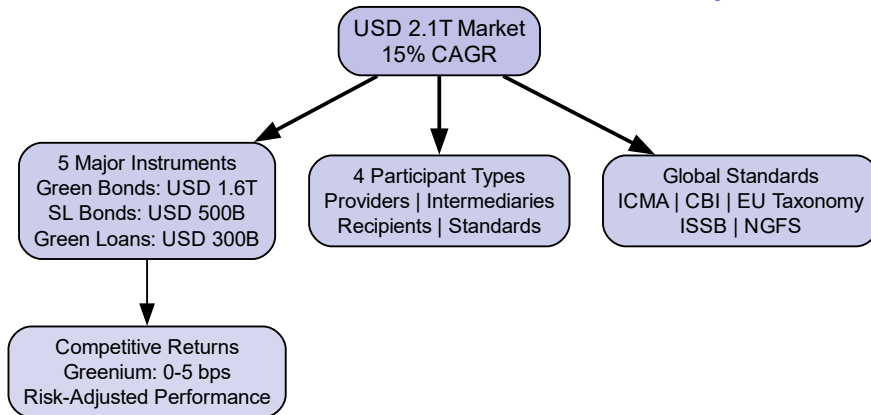 USD 2.1T Market
15% CAGR
5 Major Instruments
Green Bonds: USD 1.6T
SL Bonds: USD 500B
Green Loans: USD 300B
4 Participant Types
Providers | Intermediaries
Recipients | Standards
Global Standards
ICMA | CBI | EU Taxonomy
ISSB | NGFS
Competitive Returns
Greenium: 0-5 bps
Risk-Adjusted Performance